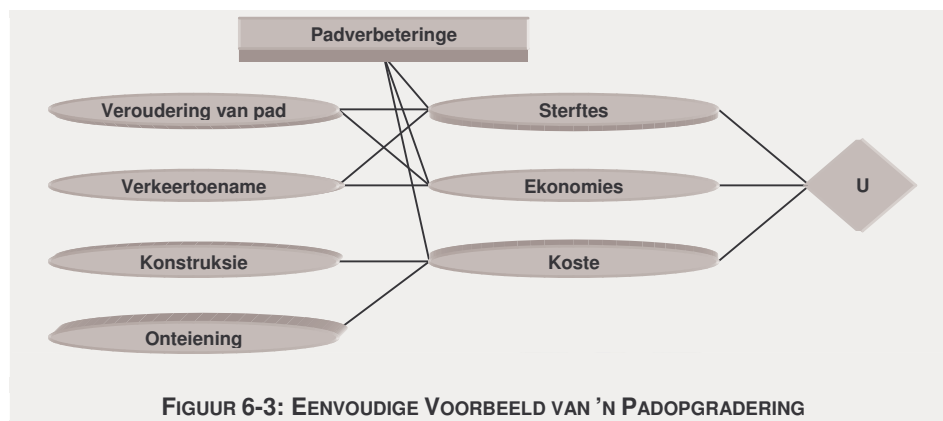 Padverbeteringe
Veroudering van pad
Sterftes
Verkeertoename
Ekonomies
U
Konstruksie
Koste
Onteiening
FIGUUR 6-3: EENVOUDIGE VOORBEELD VAN ’N PADOPGRADERING